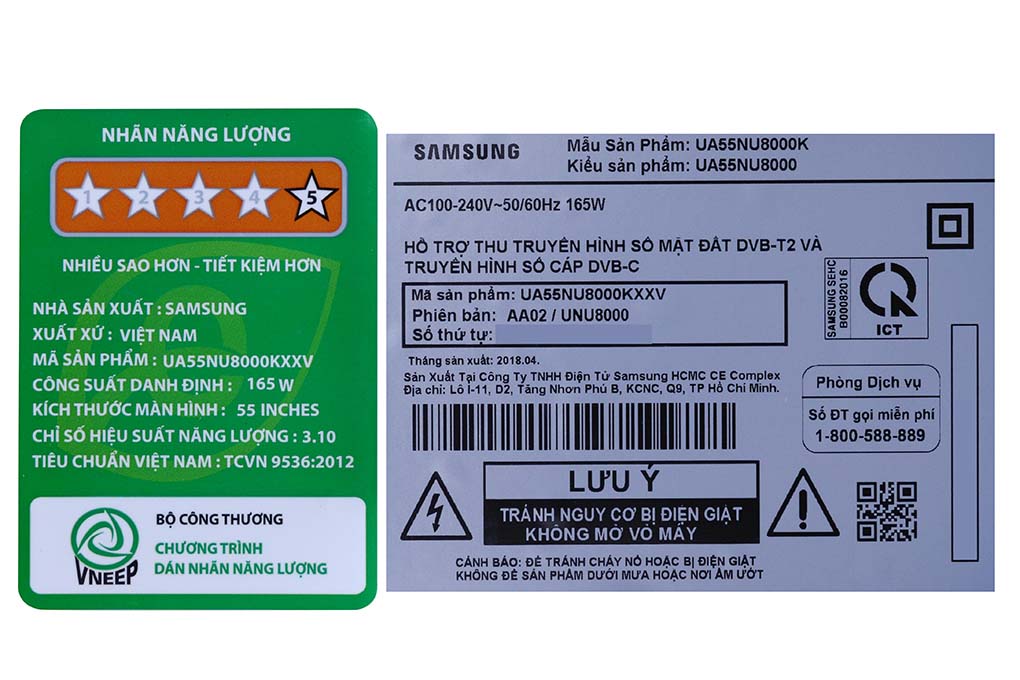 NHÃN NĂNG LƯỢNG
1 2 3 4 5
NHIỀU SAO HƠN - TIẾT KIỆM HƠN
NHÀ SẢN XUẤT : SAMSUNG
XUẤT XỨ : VIỆT NAM
MÃ SẢN PHẨM : UA55NU8000KXXV
CÔNG SUẤT DANH ĐỊNH : 165 W
KÍCH THƯỚC MÀN HÌNH : 55 INCHES
CHỈ SỐ HIỆU SUẤT NĂNG LƯỢNG : 3.10
TIÊU CHUẨN VIỆT NAM : TCVN 9536:2012
VNEEP
BỘ CÔNG THƯƠNG
CHƯƠNG TRÌNH
DÁN NHÃN NĂNG LƯỢNG
SAMSUNG
Mẫu Sản Phẩm: UA55NU8000K
Kiểu sản phẩm: UA55NU8000
AC100-240V~50/60Hz 165W
HỖ TRỢ THU TRUYỀN HÌNH SỐ MẶT ĐẤT DVB-T2 VÀ
TRUYỀN HÌNH SỐ CÁP DVB-C
Mã sản phẩm: UA55NU8000KXXV
Phiên bản: AA02 / UNU8000
Số thứ tự:
SAMSUNG SEHC
B00082016
ICT
Tháng sản xuất: 2018.04.
Sản Xuất Tại Công Ty TNHH Điện Tử Samsung HCMC CE Complex
Địa chỉ: Lô I-11, D2, Tăng Nhơn Phú B, KCNC, Q9, TP Hồ Chí Minh.
Phòng Dịch vụ
Số ĐT gọi miễn phí
1-800-588-889
LƯU Ý
TRÁNH NGUY CƠ BỊ ĐIỆN GIẬT
KHÔNG MỞ VỎ MÁY
CẢNH BÁO: ĐỂ TRÁNH CHÁY NỔ HOẶC BỊ ĐIỆN GIẬT
KHÔNG ĐỂ SẢN PHẨM DƯỚI MƯA HOẶC NƠI ẨM ƯỚT